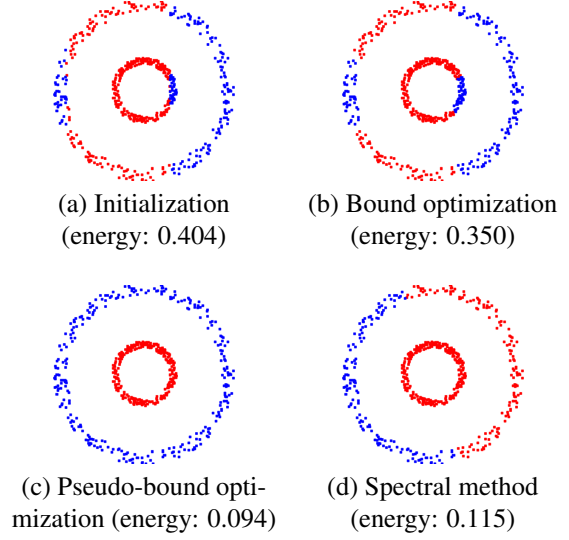 (a) Initialization
(energy: 0.404)
(b) Bound optimization
(energy: 0.350)
(c) Pseudo-bound opti-
mization (energy: 0.094)
(d) Spectral method
(energy: 0.115)